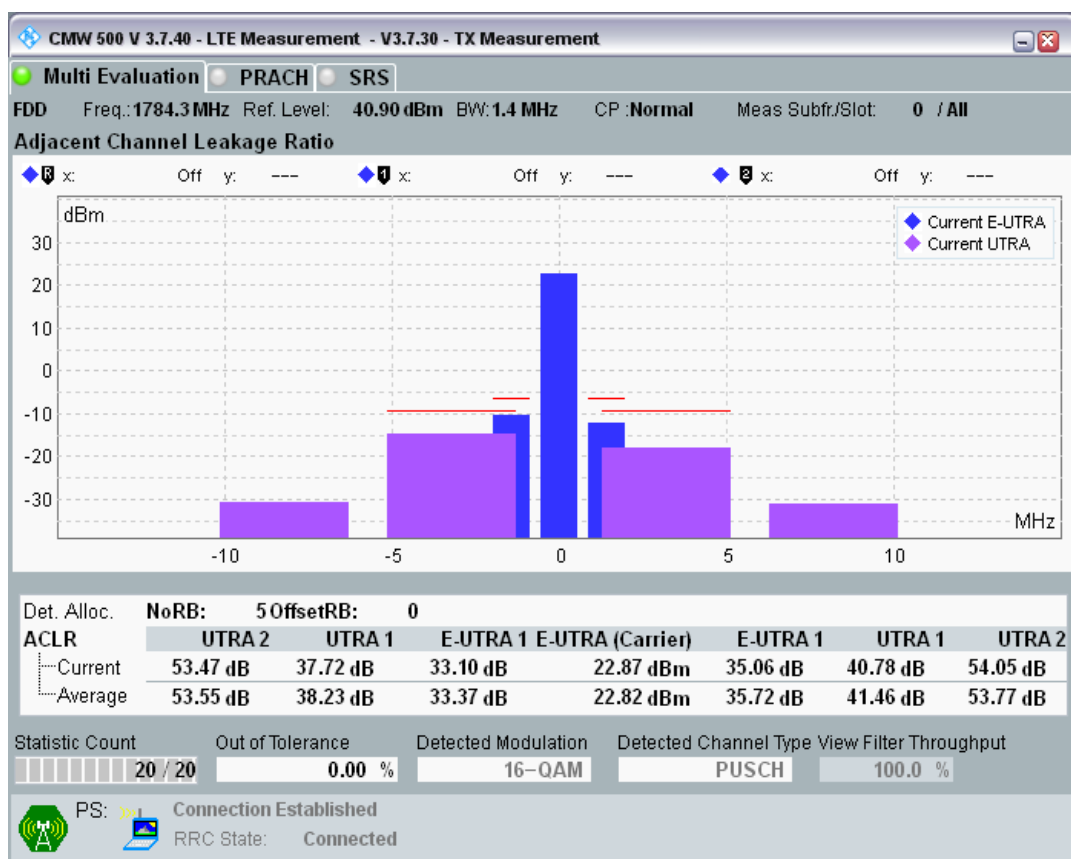 CMW 500 V 3.7.40 - LTE Measurement - V3.7.30 - TX Measurement
Multi Evaluation PRACH SRS
FDD Freq.: 1784.3 MHz Ref. Level: 40.90 dBm BW: 1.4 MHz CP :Normal Meas Subfr./Slot: 0 / All
Adjacent Channel Leakage Ratio
R x: Off y: --- 1 x: Off y: --- 2 x: Off y: ---
dBm
Current E-UTRA
Current UTRA
30
20
10
0
-10
-20
-30
MHz
-10 -5 0 5 10
Det. Alloc. NoRB: 5 OffsetRB: 0
ACLR UTRA 2 UTRA 1 E-UTRA 1 E-UTRA (Carrier) E-UTRA 1 UTRA 1 UTRA 2
Current 53.47 dB 37.72 dB 33.10 dB 22.87 dBm 35.06 dB 40.78 dB 54.05 dB
Average 53.55 dB 38.23 dB 33.37 dB 22.82 dBm 35.72 dB 41.46 dB 53.77 dB
Statistic Count Out of Tolerance Detected Modulation Detected Channel Type View Filter Throughput
20 / 20 0.00 % 16-QAM PUSCH 100.0 %
PS: Connection Established
RRC State: Connected